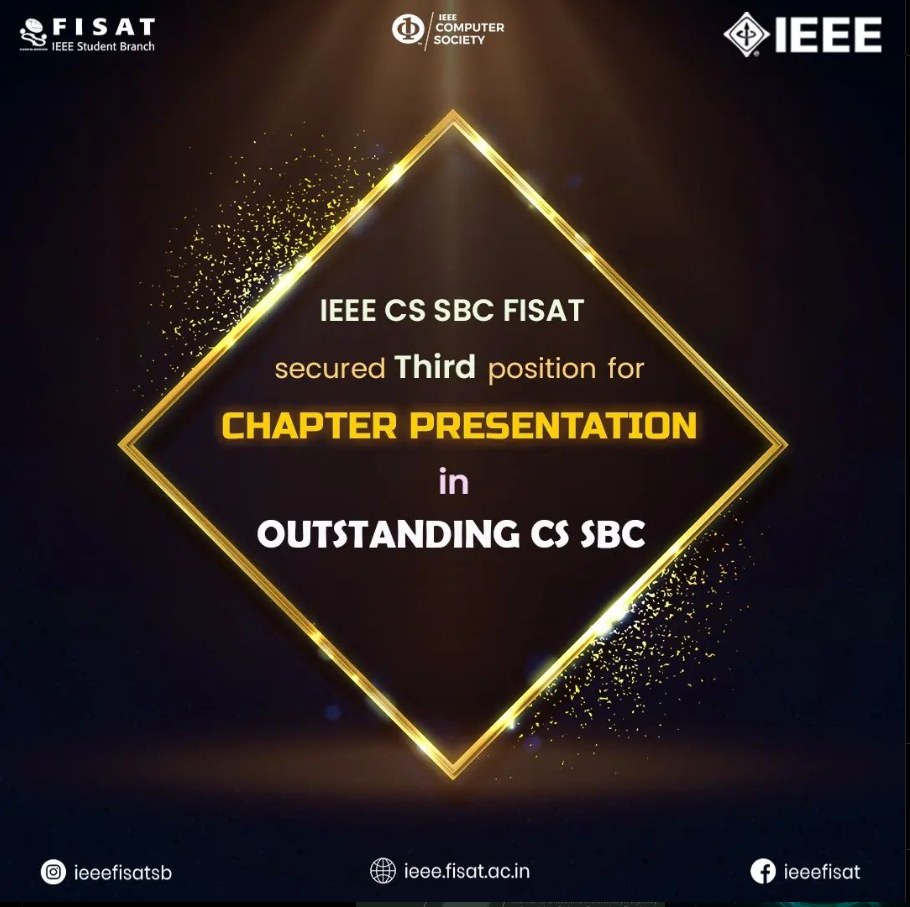 FISAT
IEEE Student Branch
IEEE
COMPUTER
SOCIETY
IEEE
IEEE CS SBC FISAT
secured Third position for
CHAPTER PRESENTATION
in
OUTSTANDING CS SBC
ieeefisatsb
ieee.fisat.ac.in
ieeefisat